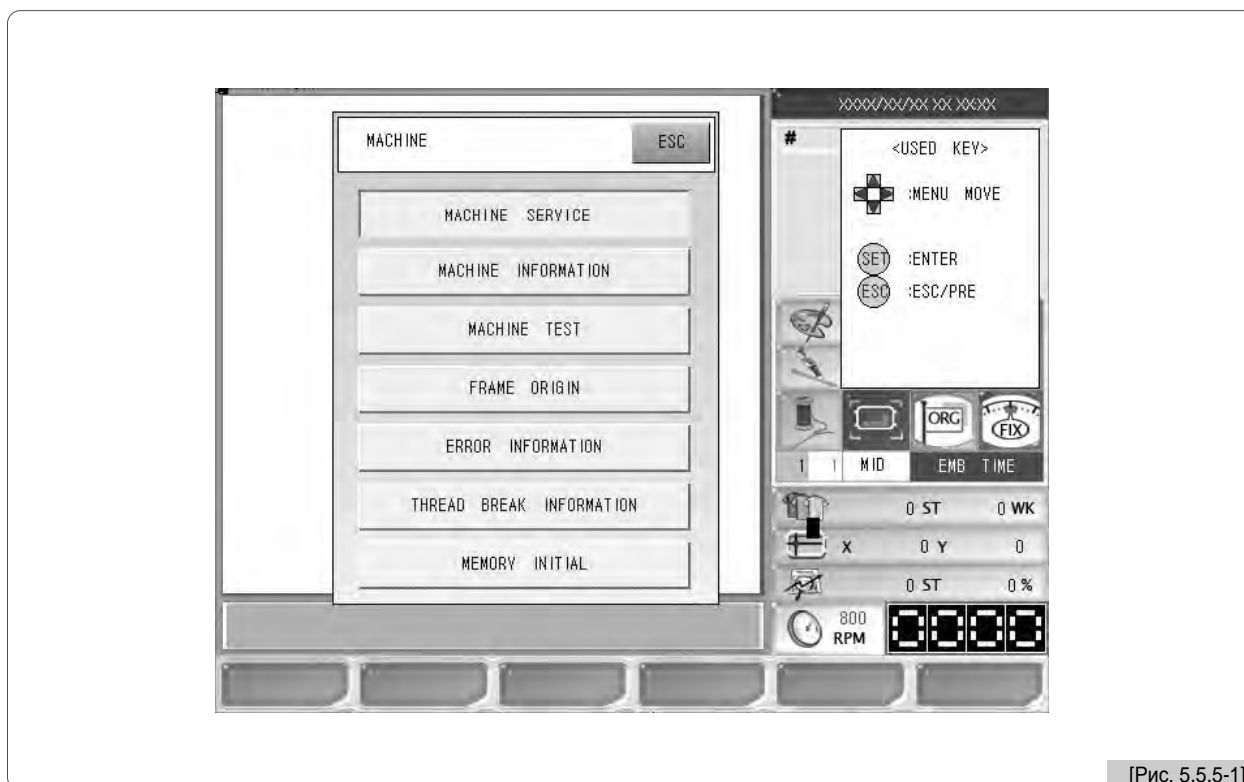 MACHINE ESC
MACHINE SERVICE
MACHINE INFORMATION
MACHINE TEST
FRAME ORIGIN
ERROR INFORMATION
THREAD BREAK INFORMATION
MEMORY INITIAL
XXXX/XX/XX XX XX:XX
#
<USED KEY>
:MENU MOVE
SET :ENTER
ESC :ESC/PRE
ORG
FIX
1 1 MID EMB TIME
0 ST 0 WK
X 0 Y 0
0 ST 0 %
800
RPM
[Рис. 5.5.5-1]